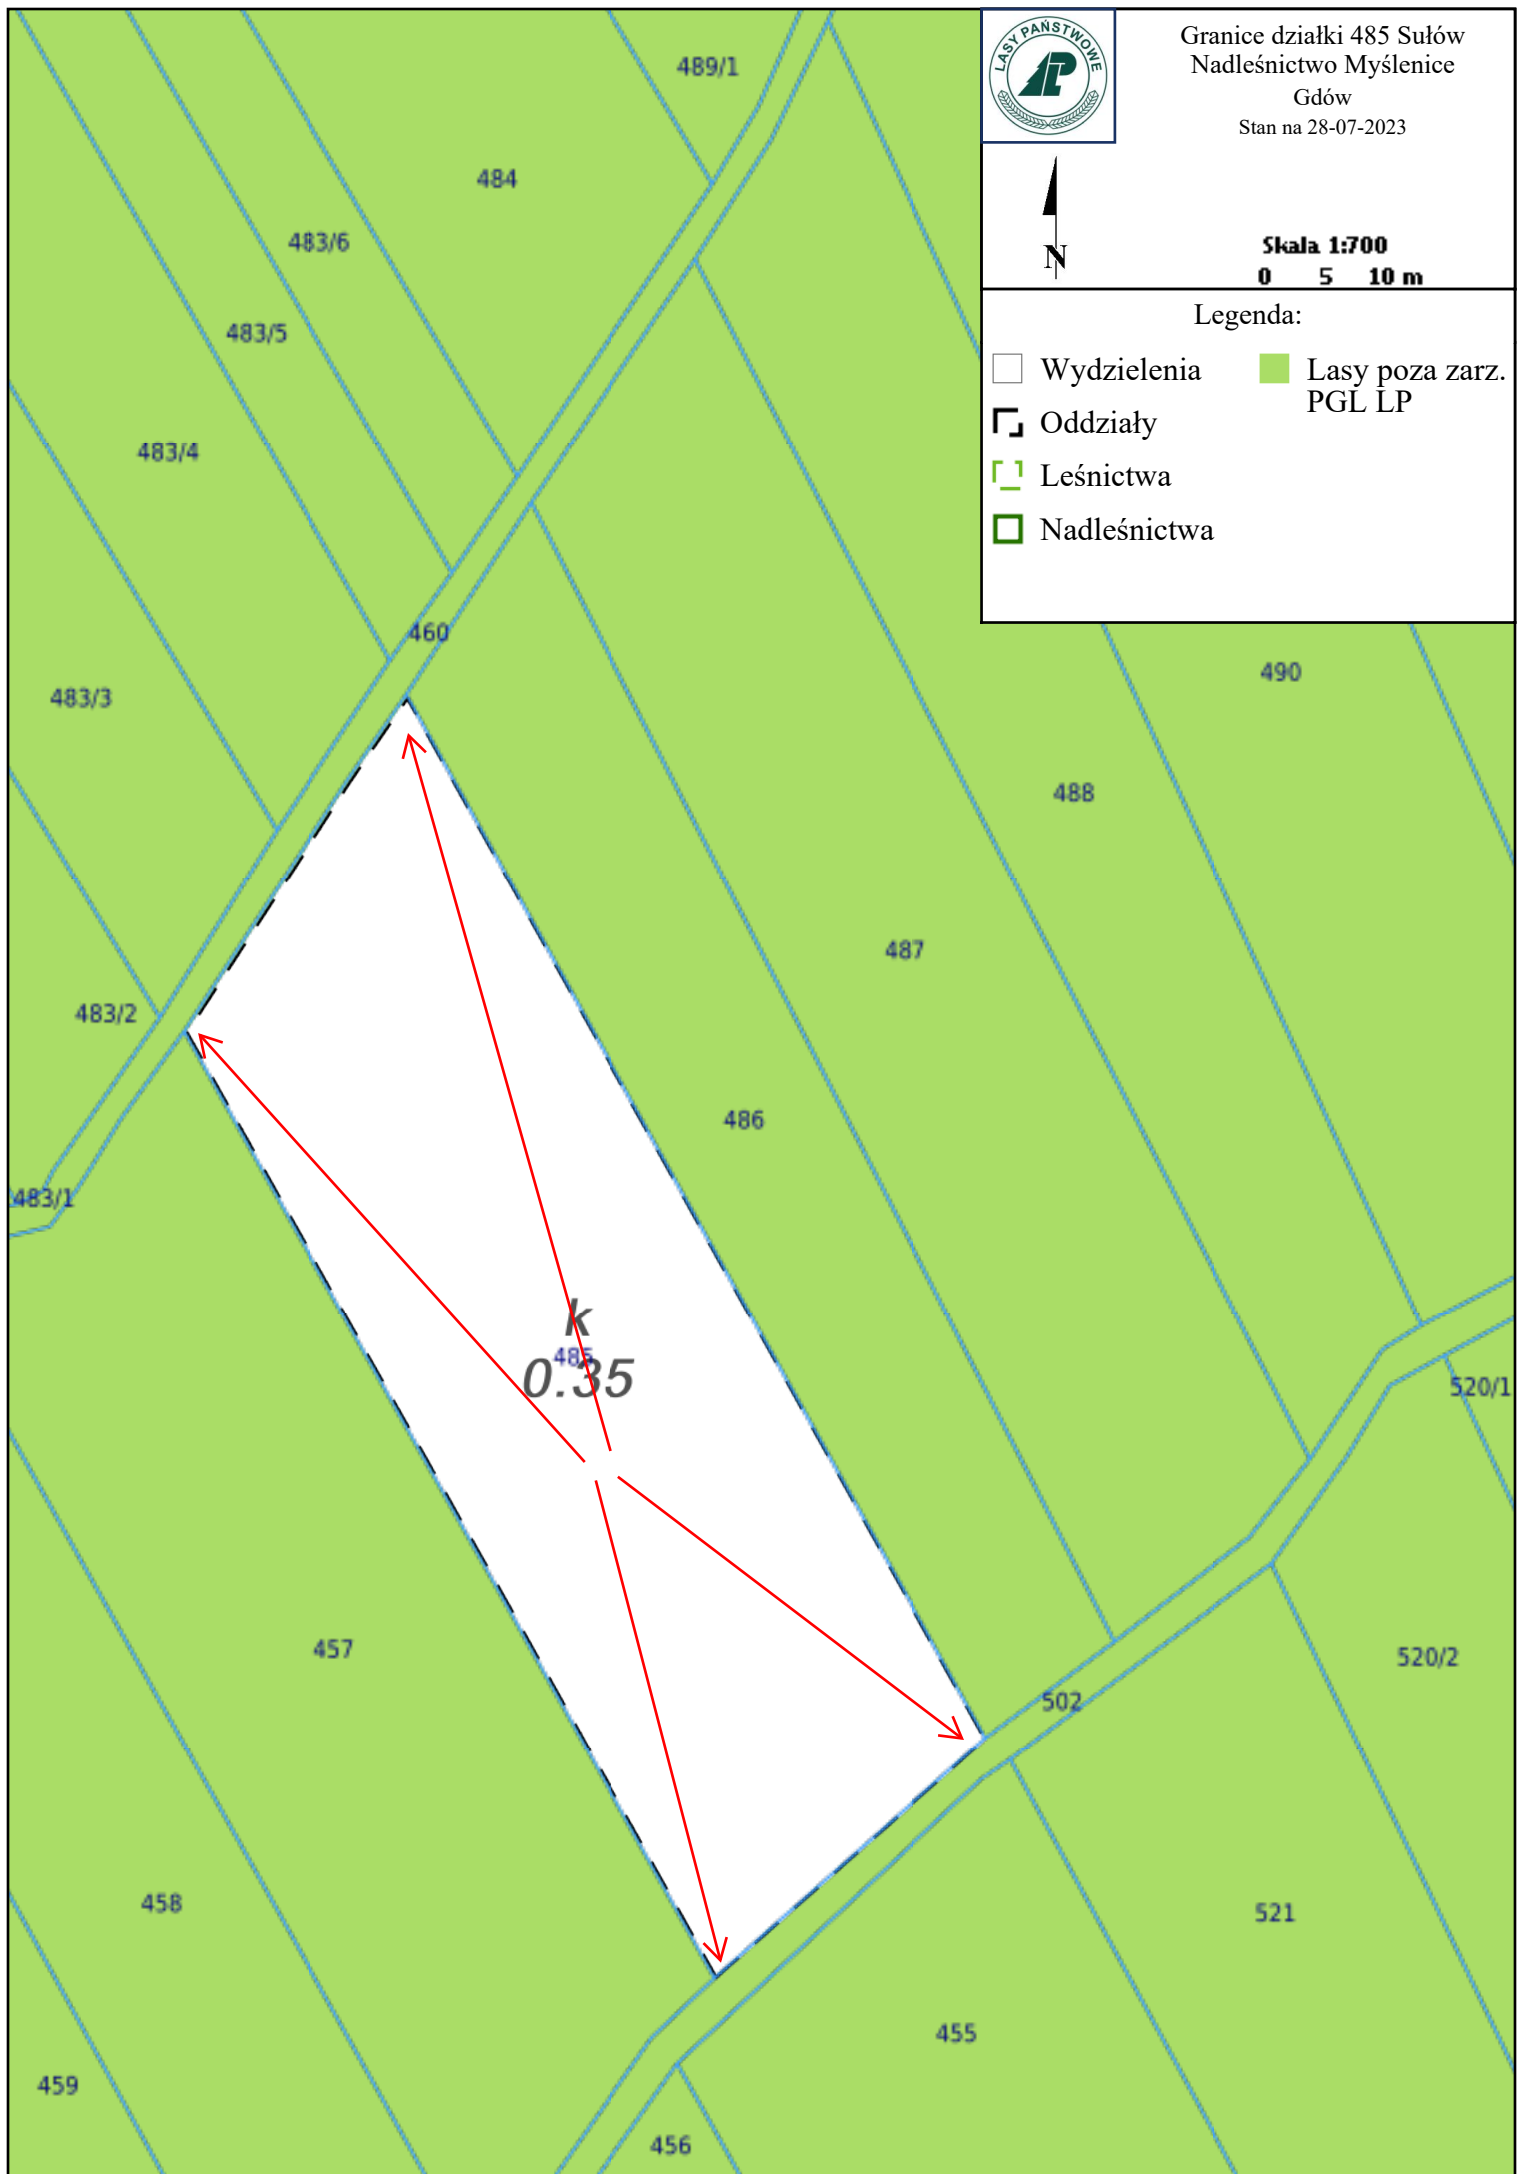 LASY PAŃSTWOWE
Granice działki 485 Sułów
Nadleśnictwo Myślenice
Gdów
Stan na 28-07-2023
N
Skala 1:700
0 5 10 m
Legenda:
Wydzielenia
Oddziały
Leśnictwa
Nadleśnictwa
Lasy poza zarz.
PGL LP
489/1
484
483/6
483/5
483/4
460
490
483/3
488
487
483/2
486
483/1
k
485
0.35
520/1
457
520/2
502
458
521
455
459
456